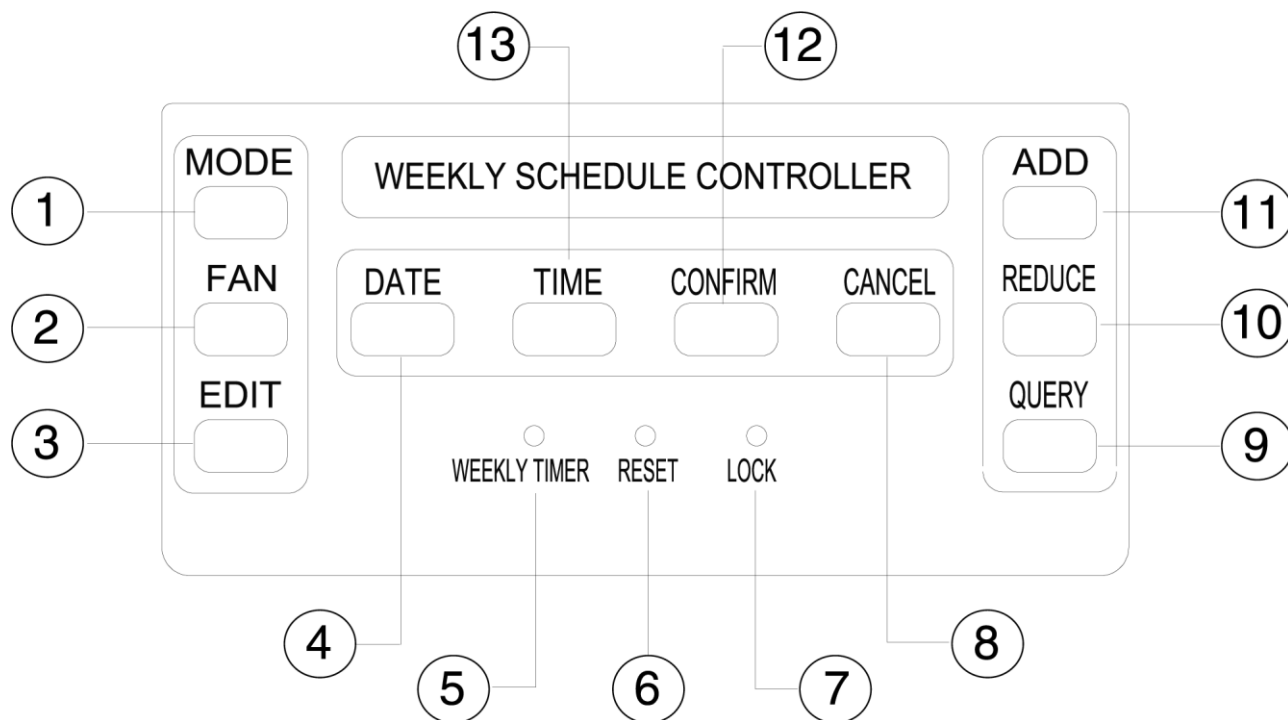 13
12
MODE
WEEKLY SCHEDULE CONTROLLER
ADD
1
11
FAN
DATE
TIME
CONFIRM
CANCEL
REDUCE
2
10
EDIT
QUERY
3
9
WEEKLY TIMER
RESET
LOCK
4
8
5
6
7